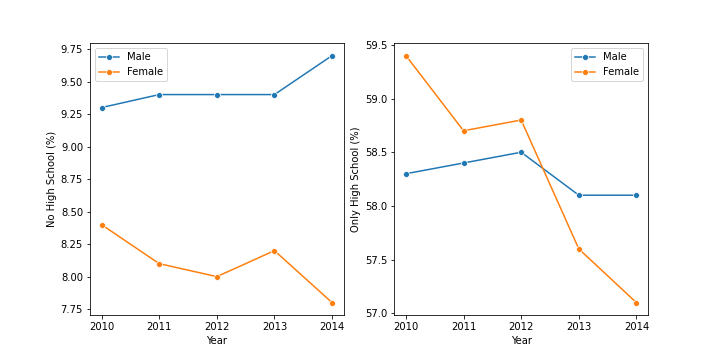 Male
Female
9.75
9.50
9.25
9.00
8.75
8.50
8.25
8.00
7.75
No High School (%)
2010 2011 2012 2013 2014
Year
Male
Female
59.5
59.0
58.5
58.0
57.5
57.0
Only High School (%)
2010 2011 2012 2013 2014
Year